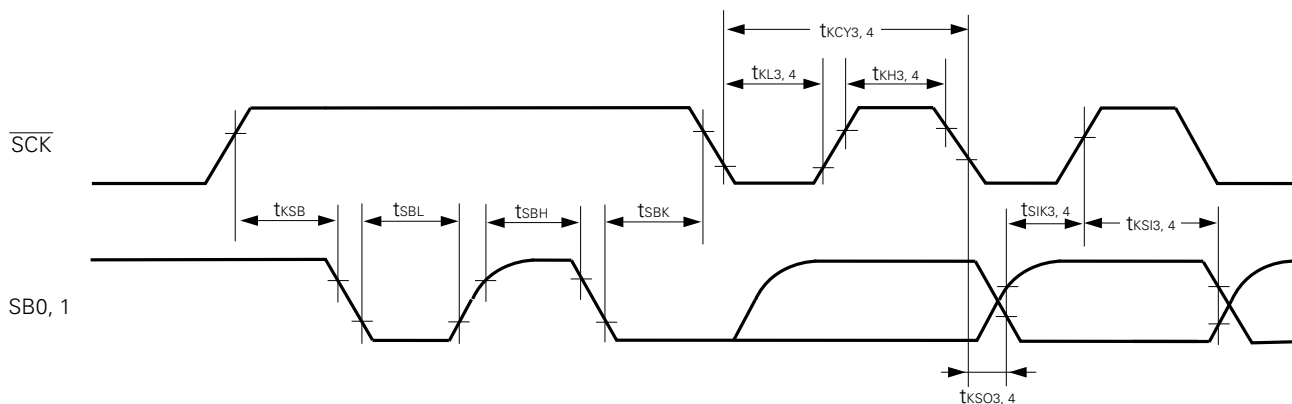 tKCY3, 4
tKL3, 4
tKH3, 4
SCK
tKSB
tSBL
tSBH
tSBK
tSIK3, 4
tKSI3, 4
SB0, 1
tKSO3, 4